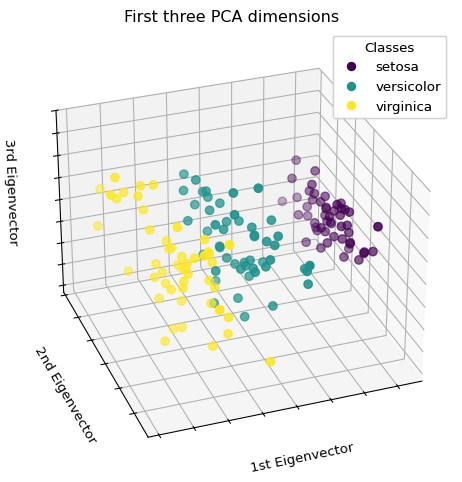 First three PCA dimensions
Classes
setosa
versicolor
virginica
3rd Eigenvector
2nd Eigenvector
1st Eigenvector